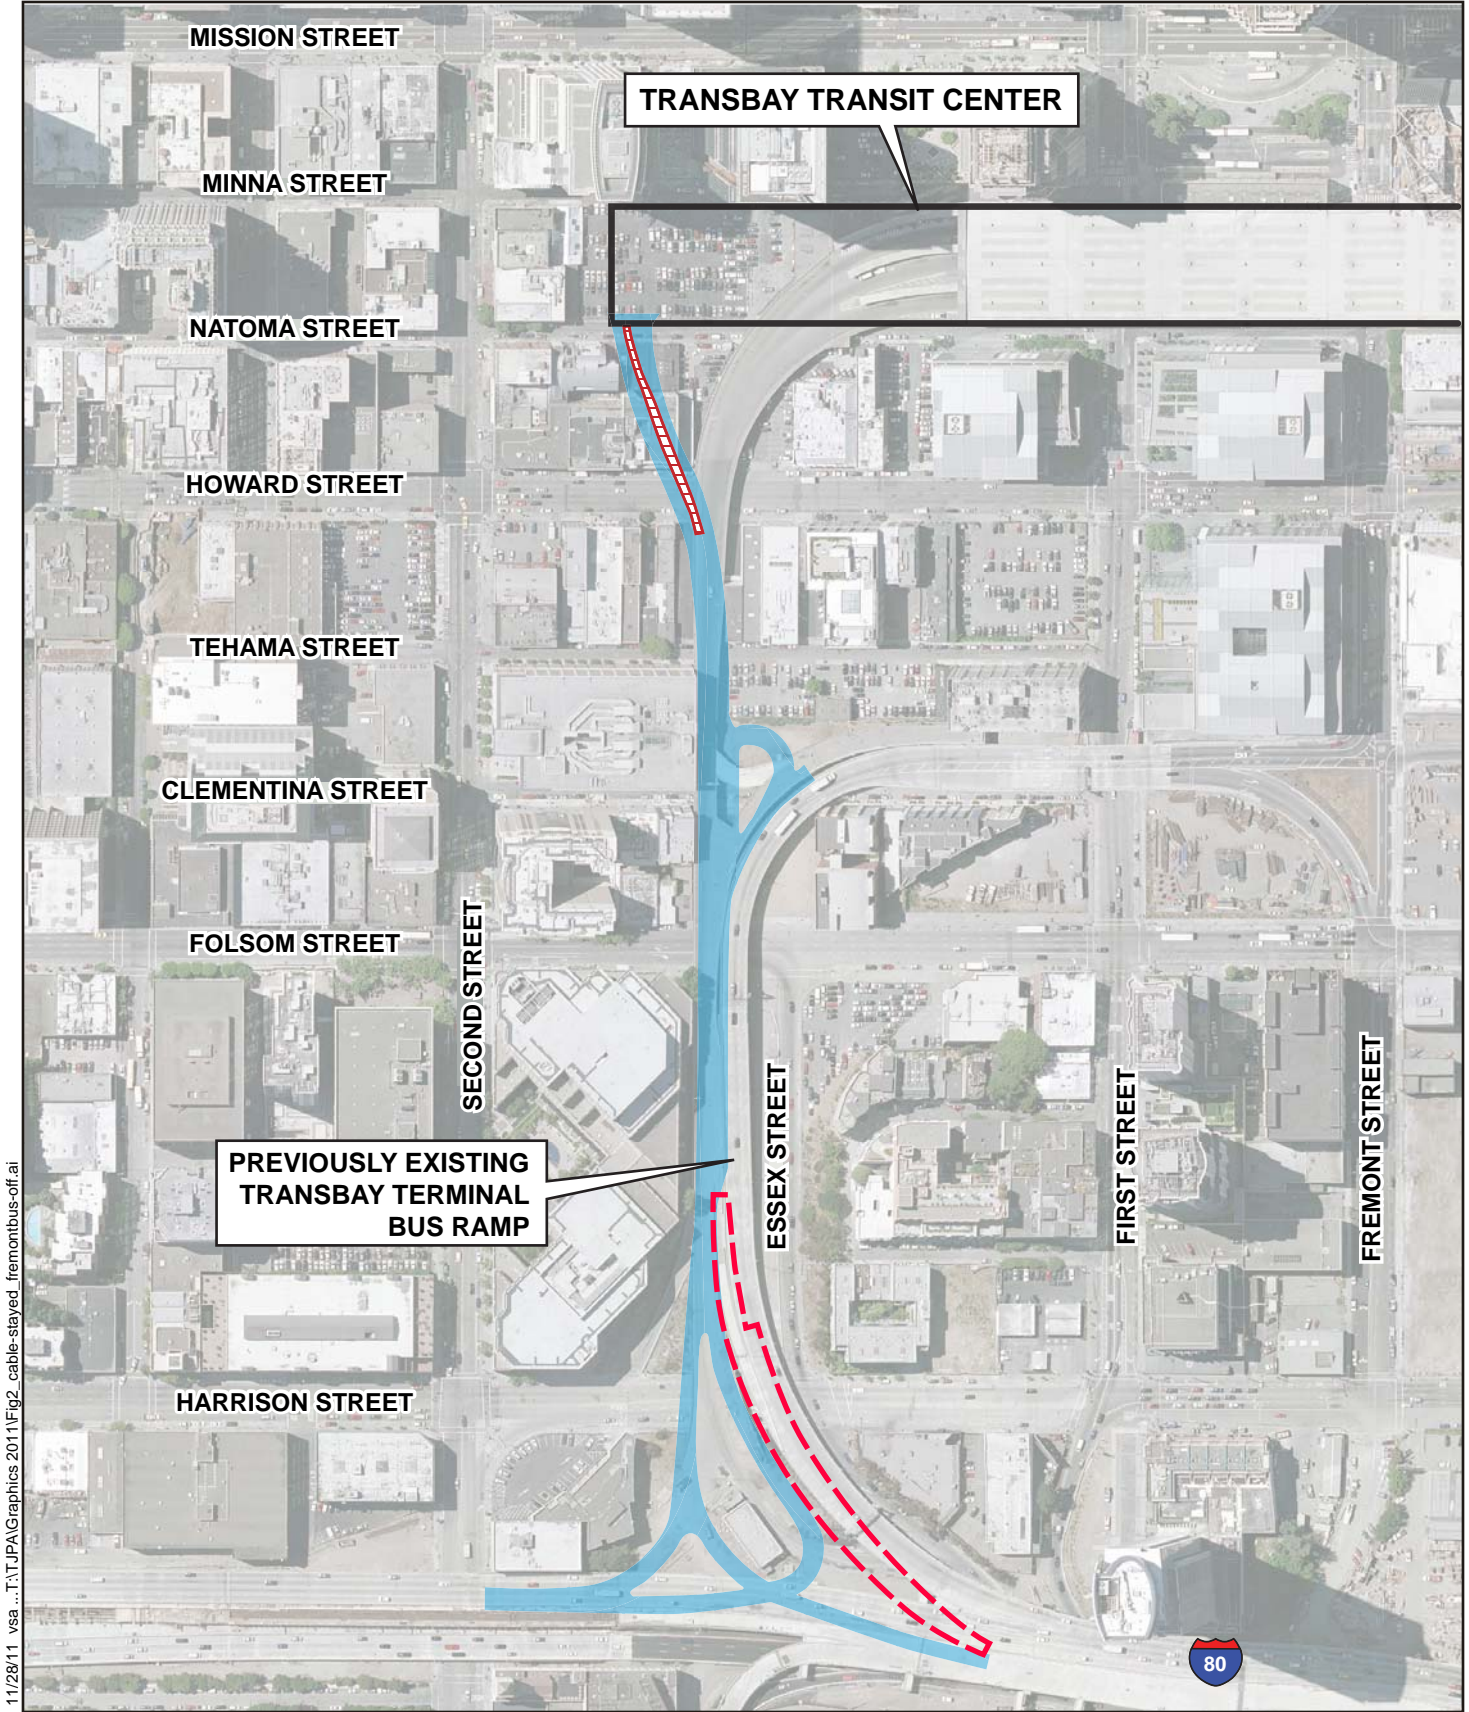 MISSION STREET
TRANSBAY TRANSIT CENTER
MINNA STREET
NATOMA STREET
HOWARD STREET
TEHAMA STREET
CLEMENTINA STREET
FOLSOM STREET
SECOND STREET
ESSEX STREET
FIRST STREET
FREMONT STREET
PREVIOUSLY EXISTING
TRANSBAY TERMINAL
BUS RAMP
HARRISON STREET
80
11/28/11 vsa ...T:\TJPA\Graphics 2011\Fig2_cable-stayed_fremontbus-off.ai